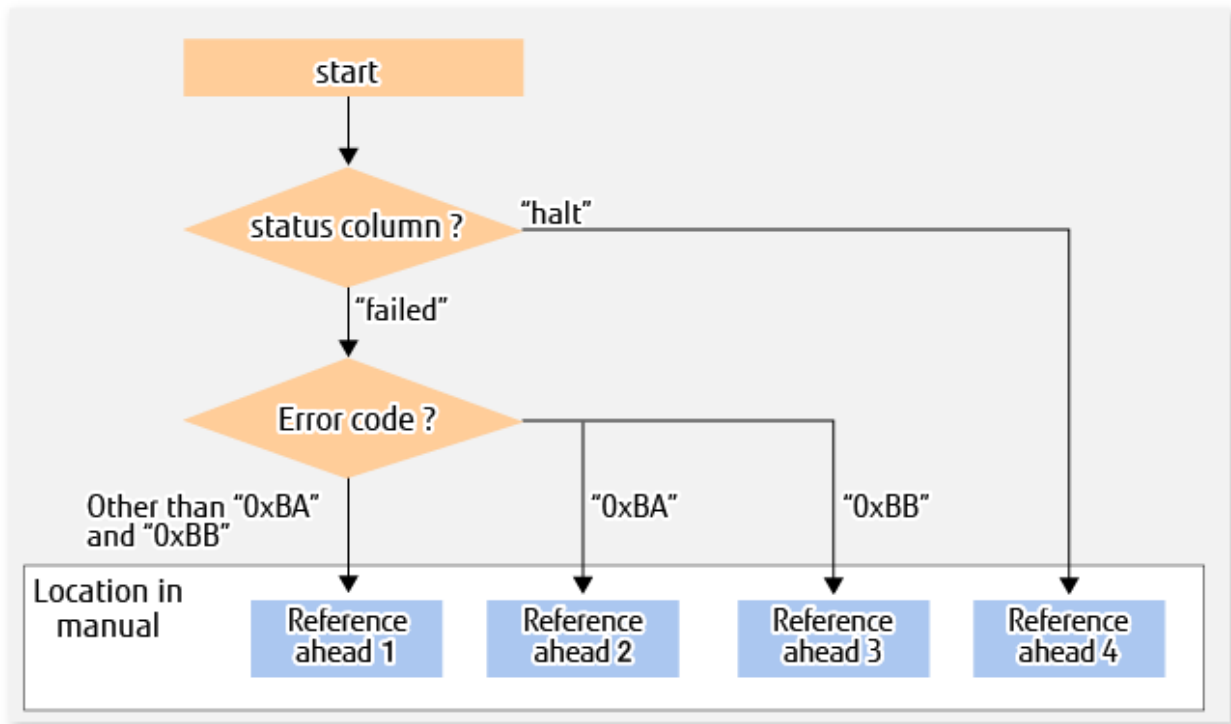 start
status column ?
“halt”
“failed”
Error code ?
Other than “0xBA”
and “0xBB”
“0xBA”
“0xBB”
Location in
manual
Reference
ahead 1
Reference
ahead 2
Reference
ahead 3
Reference
ahead 4